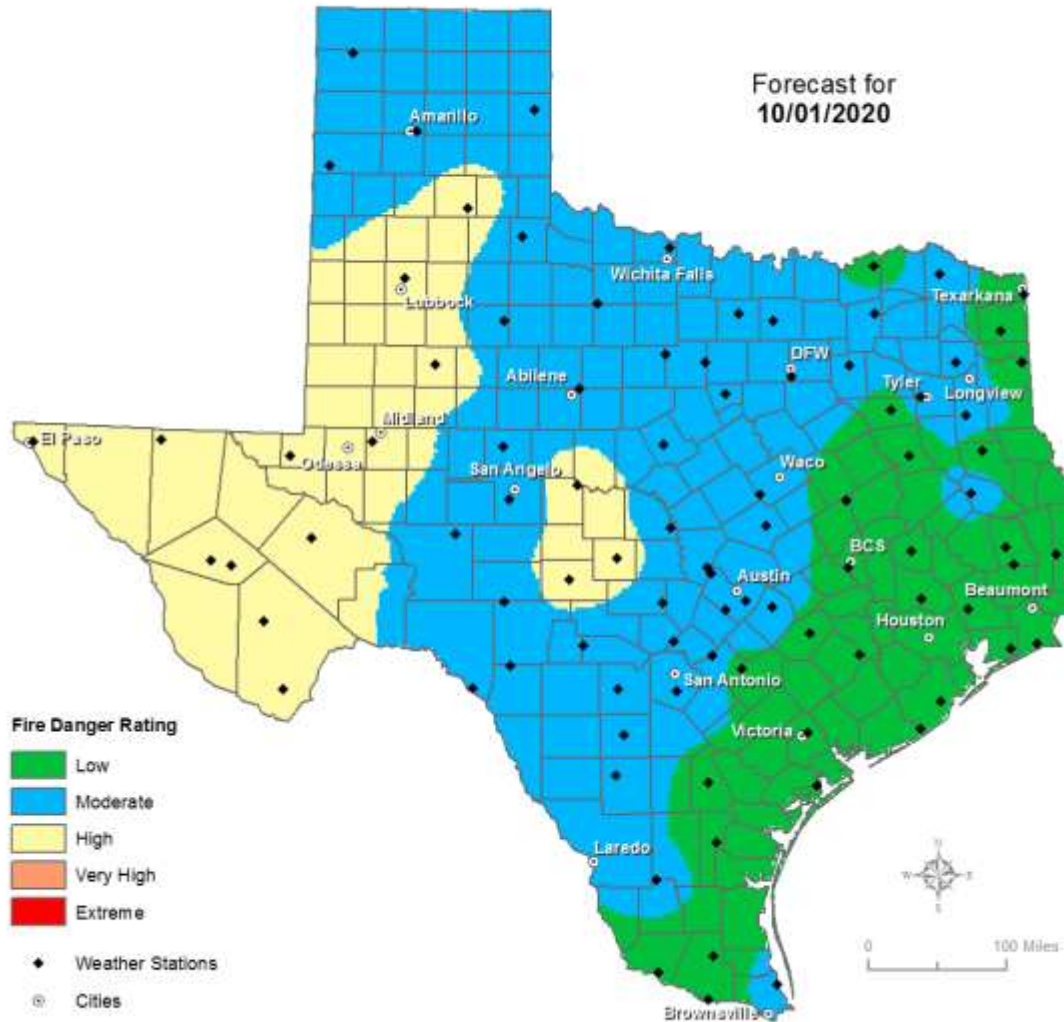 Forecast for
10/01/2020
Amarillo
Wichita Falls
Lubbock
Texarkana
DFW
Abilene
Tyler
Longview
Midland
El Paso
Odessa
San Angelo
Waco
BCS
Austin
Beaumont
Houston
San Antonio
Victoria
Laredo
Brownsville
Fire Danger Rating
Low
Moderate
High
Very High
Extreme
Weather Stations
Cities
N
W
E
S
0 100 Miles